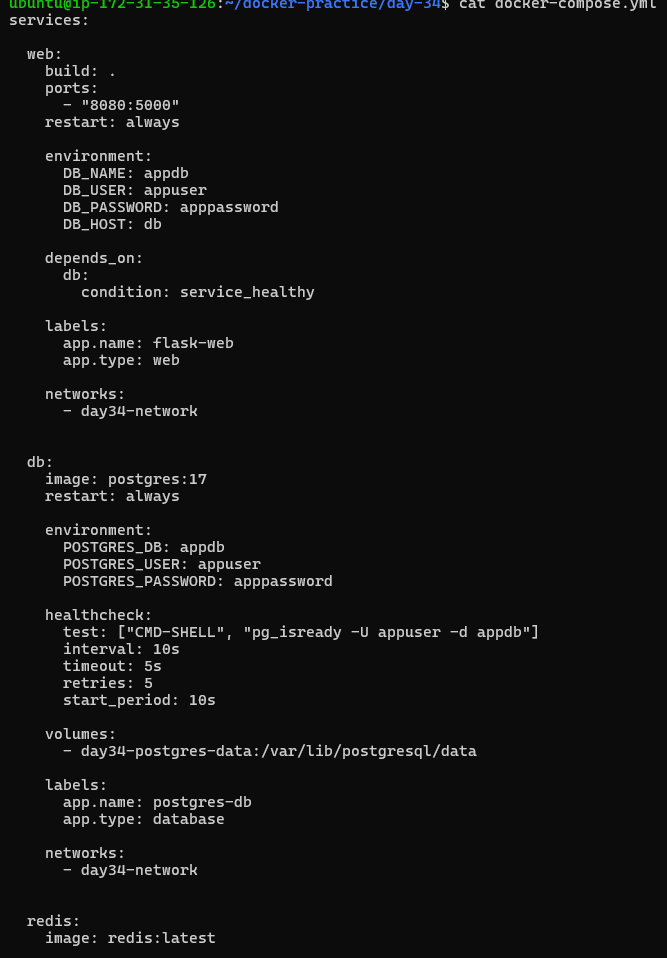 ubuntu@ip-172-31-35-126:~/docker-practice/day-34$ cat docker-compose.yml
services:
  web:
    build: .
    ports:
      - "8080:5000"
    restart: always
    environment:
      DB_NAME: appdb
      DB_USER: appuser
      DB_PASSWORD: apppassword
      DB_HOST: db
    depends_on:
      db:
        condition: service_healthy
    labels:
      app.name: flask-web
      app.type: web
    networks:
      - day34-network
  db:
    image: postgres:17
    restart: always
    environment:
      POSTGRES_DB: appdb
      POSTGRES_USER: appuser
      POSTGRES_PASSWORD: apppassword
    healthcheck:
      test: ["CMD-SHELL", "pg_isready -U appuser -d appdb"]
      interval: 10s
      timeout: 5s
      retries: 5
      start_period: 10s
    volumes:
      - day34-postgres-data:/var/lib/postgresql/data
    labels:
      app.name: postgres-db
      app.type: database
    networks:
      - day34-network
  redis:
    image: redis:latest